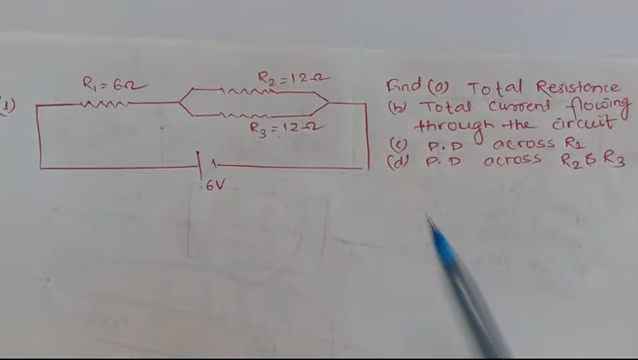 (1)
R1=6Ω
R2=12Ω
R3=12Ω
6V
Find (a) Total Resistance
(b) Total current flowing
through the circuit
(c) P.D across R1
(d) P.D across R2 & R3